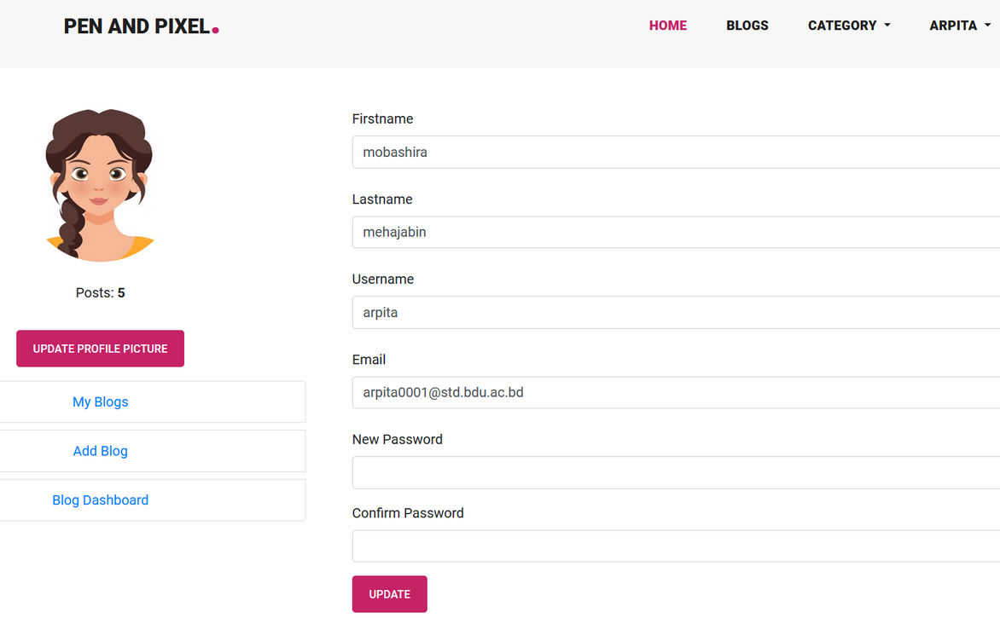 PEN AND PIXEL.
HOME BLOGS CATEGORY ARPITA
Posts: 5
UPDATE PROFILE PICTURE
My Blogs
Add Blog
Blog Dashboard
Firstname
mobashira
Lastname
mehajabin
Username
arpita
Email
arpita0001@std.bdu.ac.bd
New Password
Confirm Password
UPDATE